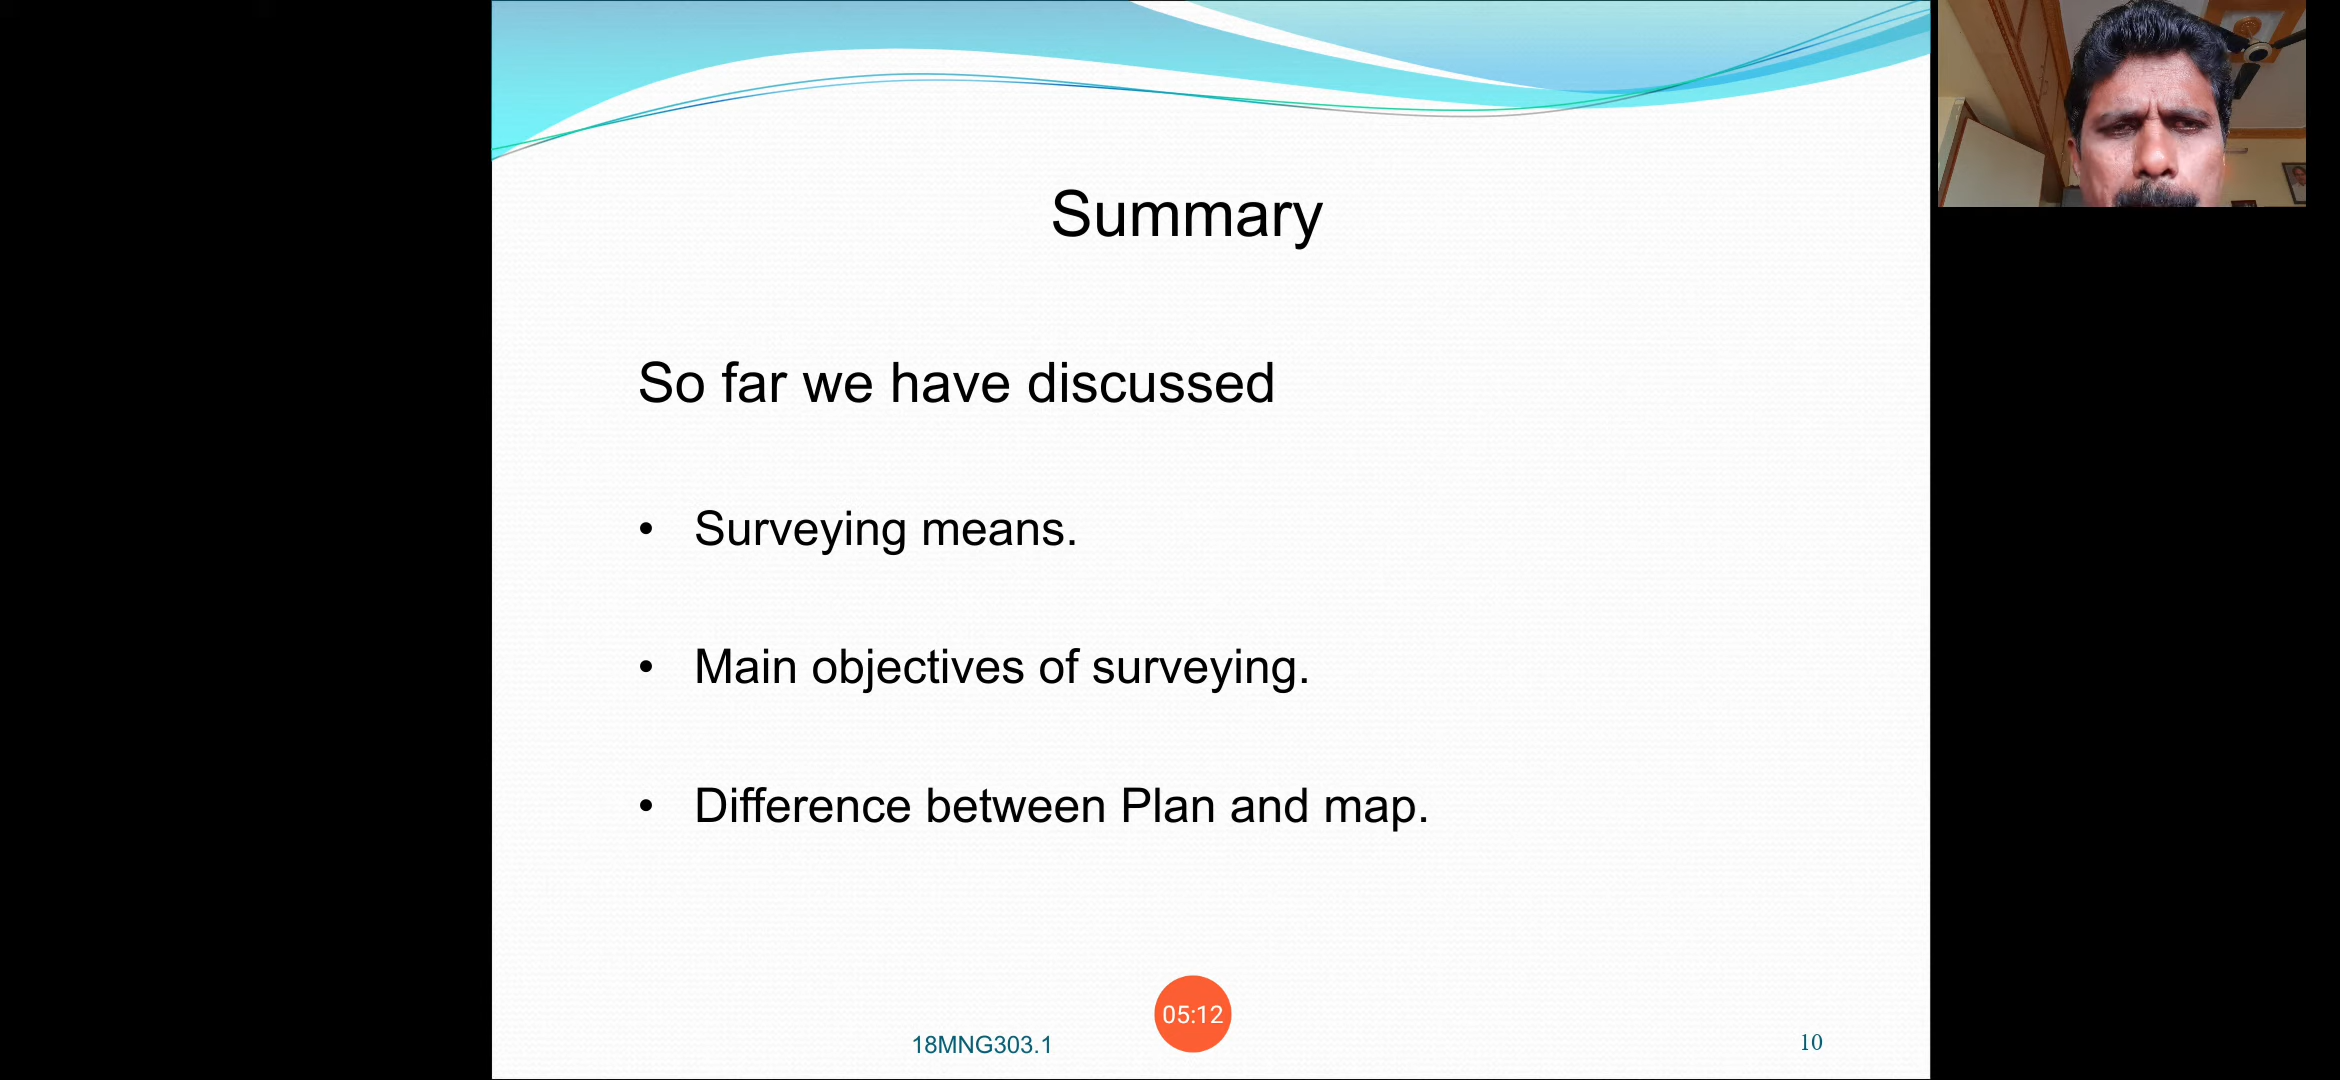 Summary
So far we have discussed
• Surveying means.
• Main objectives of surveying.
• Difference between Plan and map.
05:12
18MNG303.1
10